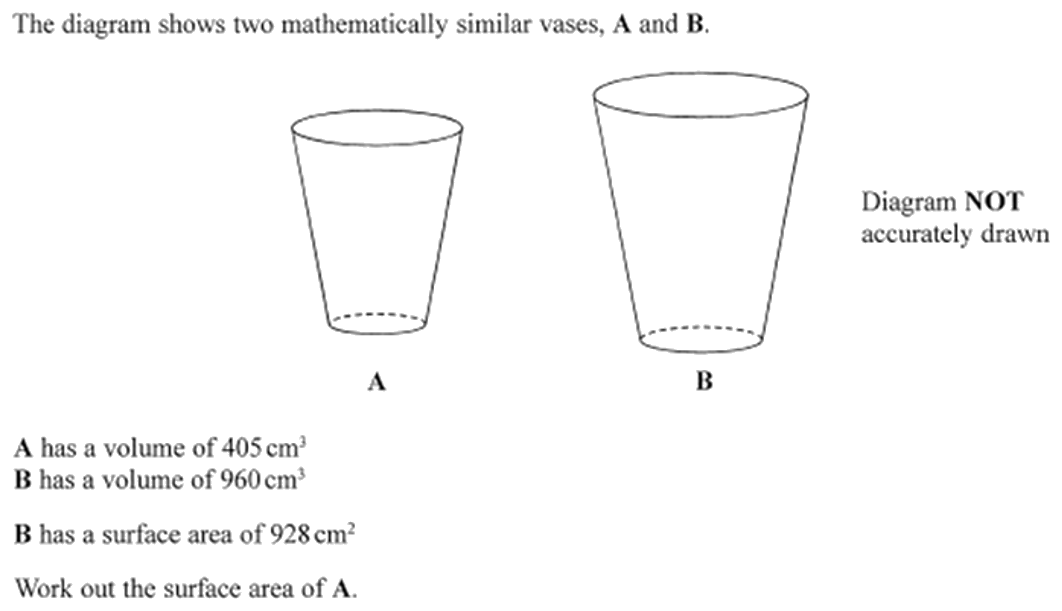 The diagram shows two mathematically similar vases, A and B.
Diagram NOT
accurately drawn
A
B
A has a volume of 405 cm³
B has a volume of 960 cm³
B has a surface area of 928 cm²
Work out the surface area of A.